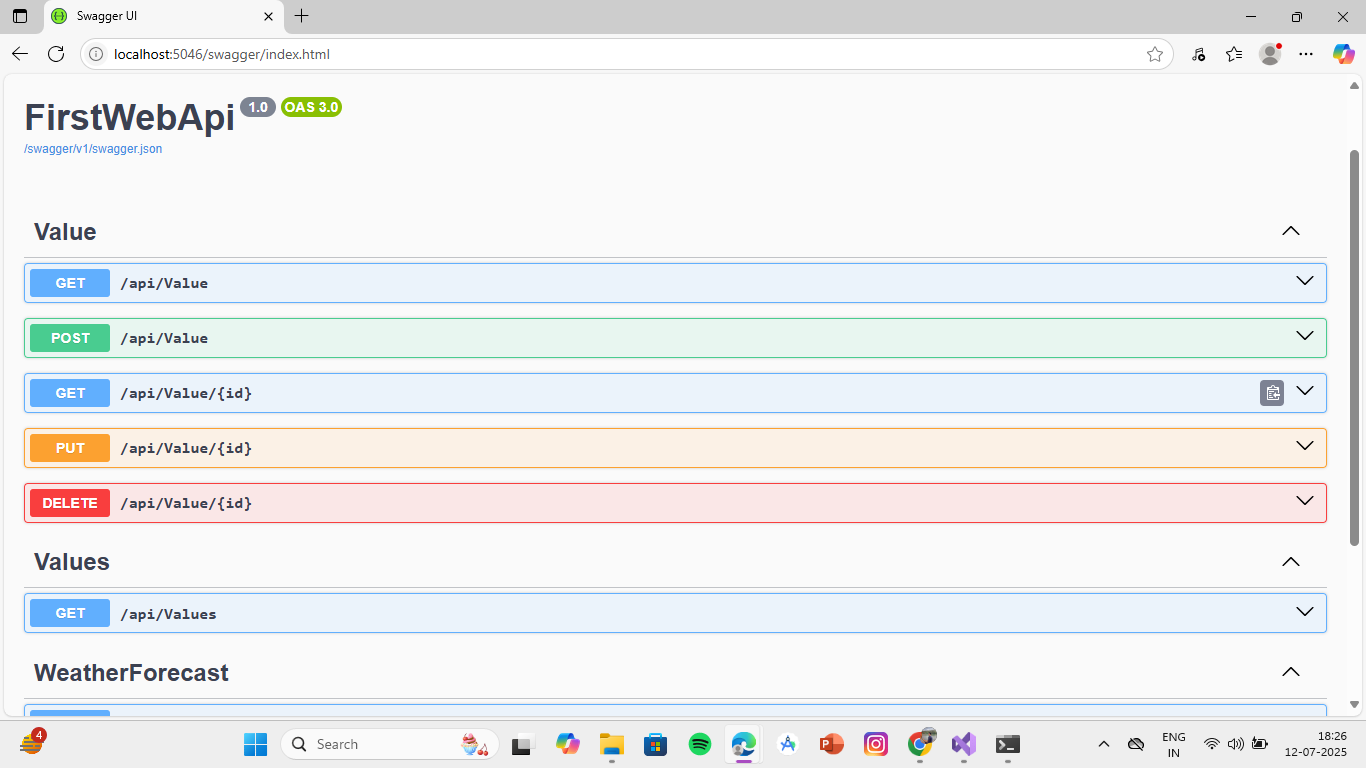 Swagger UI
localhost:5046/swagger/index.html
FirstWebApi 1.0 OAS 3.0
/swagger/v1/swagger.json
Value
GET /api/Value
POST /api/Value
GET /api/Value/{id}
PUT /api/Value/{id}
DELETE /api/Value/{id}
Values
GET /api/Values
WeatherForecast
4
Search
ENG
IN
18:26
12-07-2025